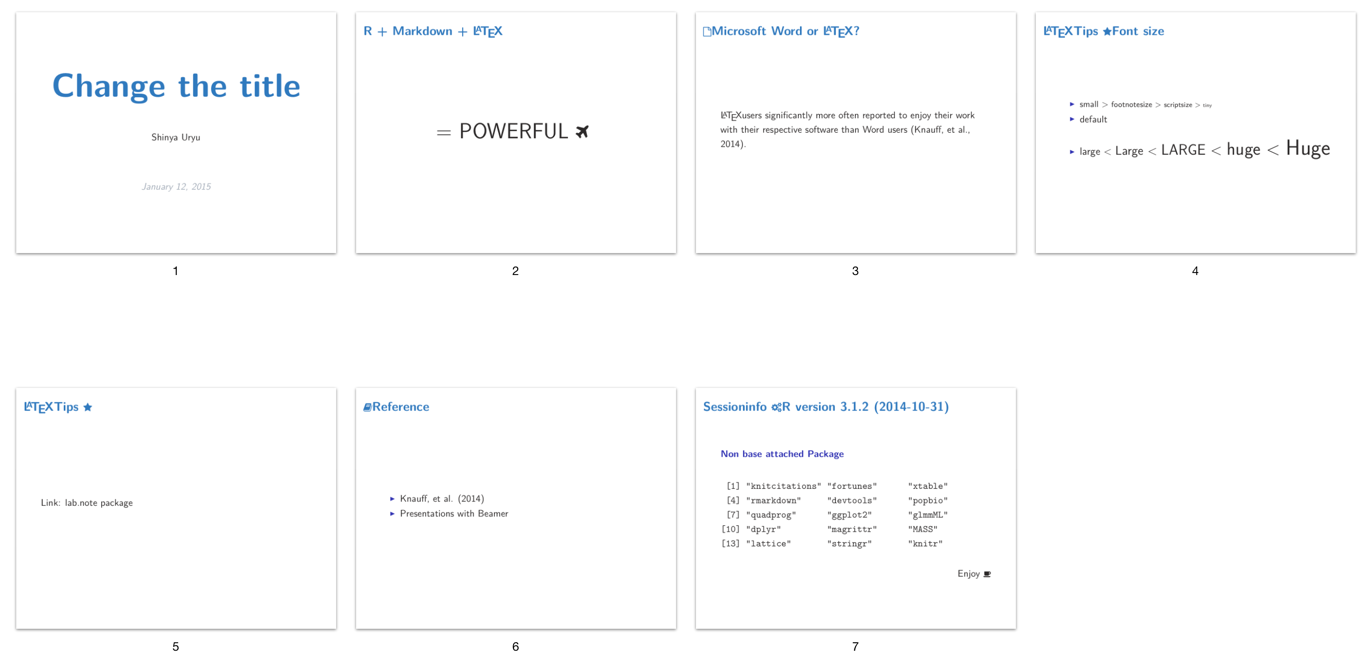 Change the title
Shinya Uryu
January 12, 2015
1
R + Markdown + LATEX
= POWERFUL
2
Microsoft Word or LATEX?
LATEXusers significantly more often reported to enjoy their work
with their respective software than Word users (Knauff, et al.,
2014).
3
LATEXTips ★Font size
small > footnotesize > scriptsize > tiny
default
large < Large < LARGE < huge < Huge
4
LATEXTips ★
Link: lab.note package
5
Reference
Knauff, et al. (2014)
Presentations with Beamer
6
Sessioninfo R version 3.1.2 (2014-10-31)
Non base attached Package
[1] "knitcitations" "fortunes" "xtable"
[4] "rmarkdown" "devtools" "popbio"
[7] "quadprog" "ggplot2" "glmmML"
[10] "dplyr" "magrittr" "MASS"
[13] "lattice" "stringr" "knitr"
Enjoy
7